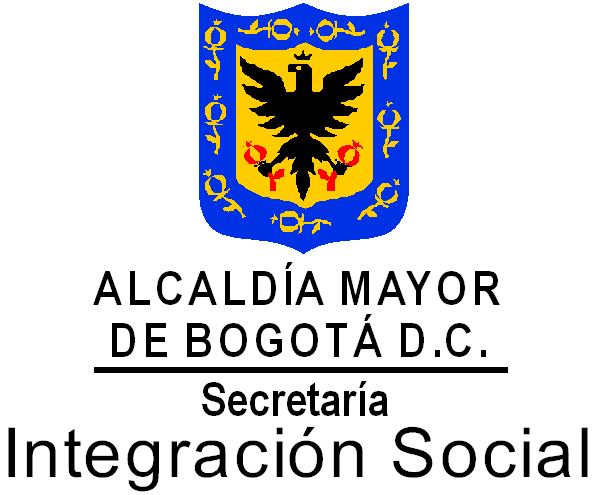 ALCALDÍA MAYOR
DE BOGOTÁ D.C.
Secretaría
Integración Social